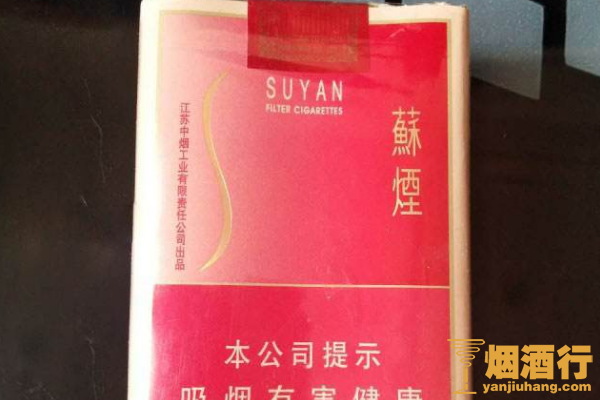 SUYAN
FILTER CIGARETTES
蘇煙
江苏中烟工业有限责任公司出品
本公司提示
吸烟有害健康
烟酒行
yanjiuhang.com